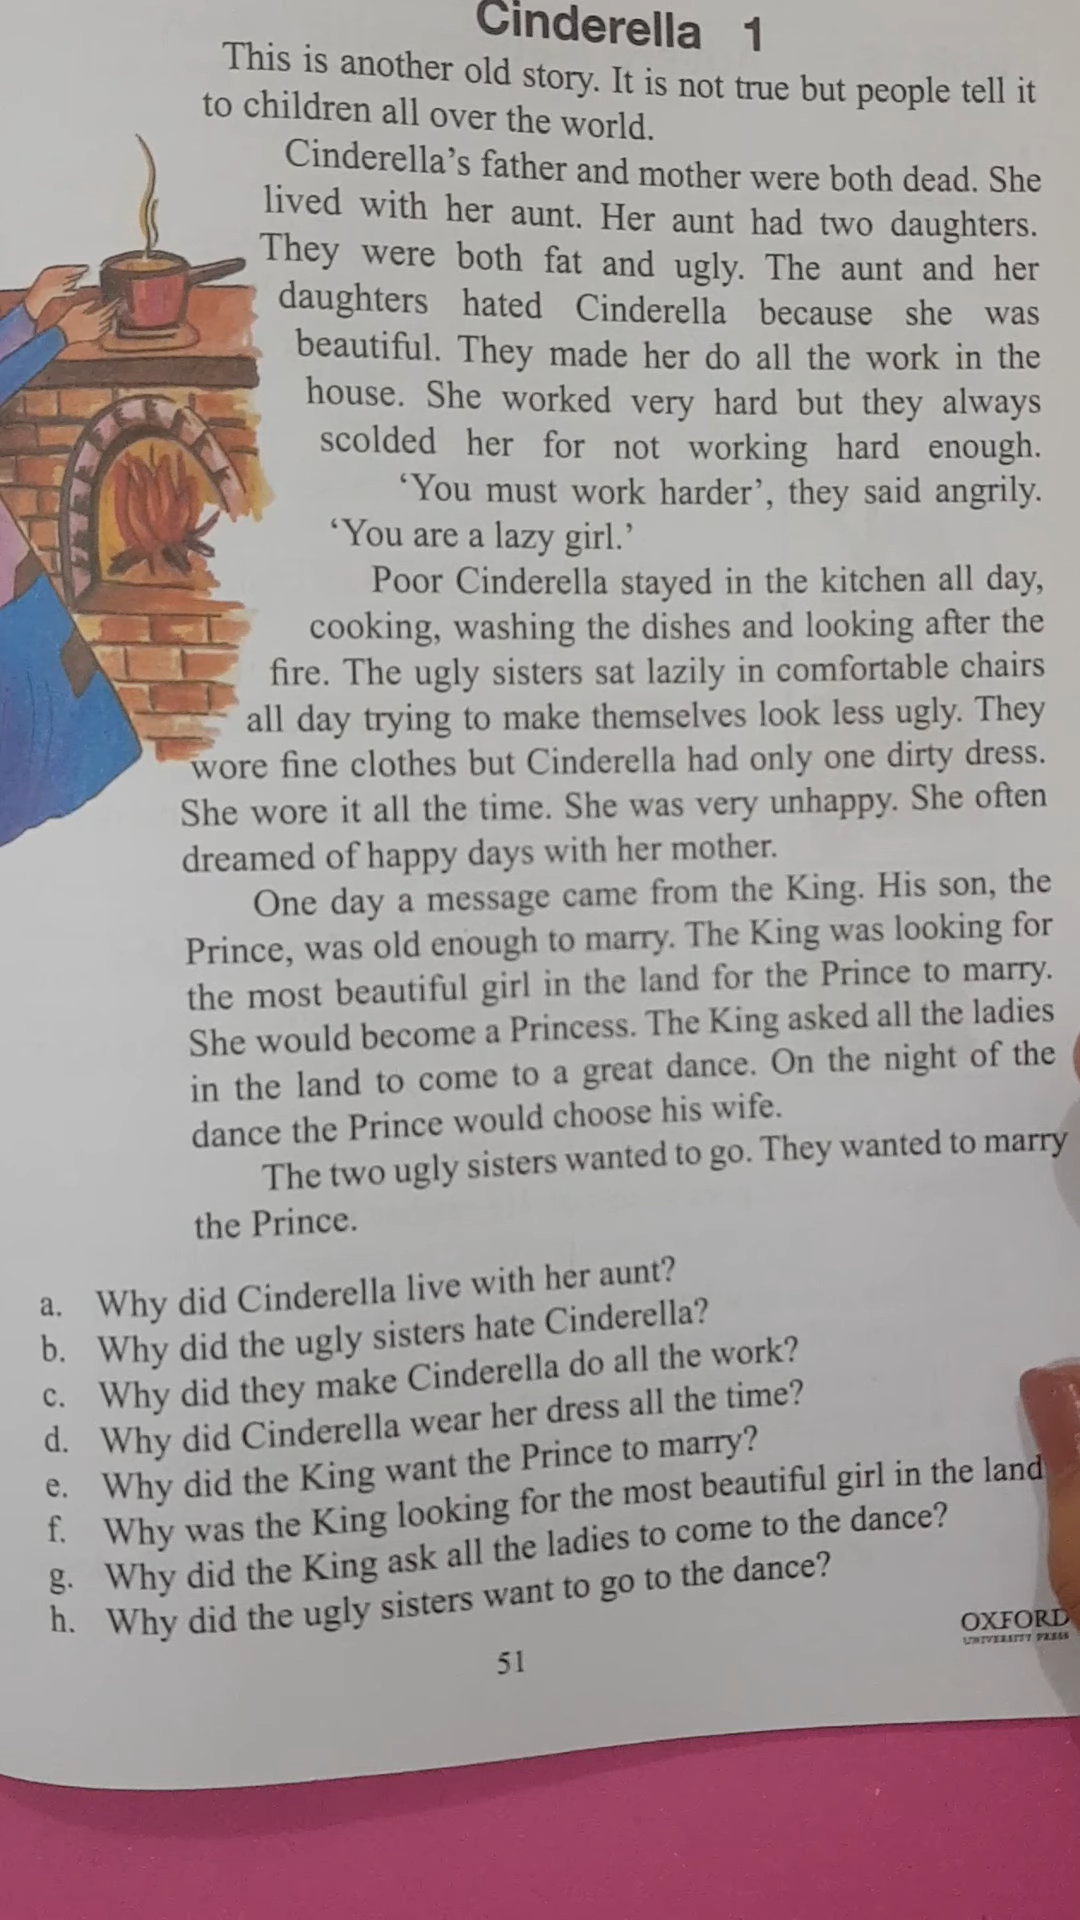 Cinderella 1
This is another old story. It is not true but people tell it
to children all over the world.
Cinderella's father and mother were both dead. She
lived with her aunt. Her aunt had two daughters.
They were both fat and ugly. The aunt and her
daughters hated Cinderella because she was
beautiful. They made her do all the work in the
house. She worked very hard but they always
scolded her for not working hard enough.
‘You must work harder’, they said angrily.
‘You are a lazy girl.’
Poor Cinderella stayed in the kitchen all day,
cooking, washing the dishes and looking after the
fire. The ugly sisters sat lazily in comfortable chairs
all day trying to make themselves look less ugly. They
wore fine clothes but Cinderella had only one dirty dress.
She wore it all the time. She was very unhappy. She often
dreamed of happy days with her mother.
One day a message came from the King. His son, the
Prince, was old enough to marry. The King was looking for
the most beautiful girl in the land for the Prince to marry.
She would become a Princess. The King asked all the ladies
in the land to come to a great dance. On the night of the
dance the Prince would choose his wife.
The two ugly sisters wanted to go. They wanted to marry
the Prince.
a. Why did Cinderella live with her aunt?
b. Why did the ugly sisters hate Cinderella?
c. Why did they make Cinderella do all the work?
d. Why did Cinderella wear her dress all the time?
e. Why did the King want the Prince to marry?
f. Why was the King looking for the most beautiful girl in the land
g. Why did the King ask all the ladies to come to the dance?
h. Why did the ugly sisters want to go to the dance?
OXFORD
UNIVERSITY PRESS
51